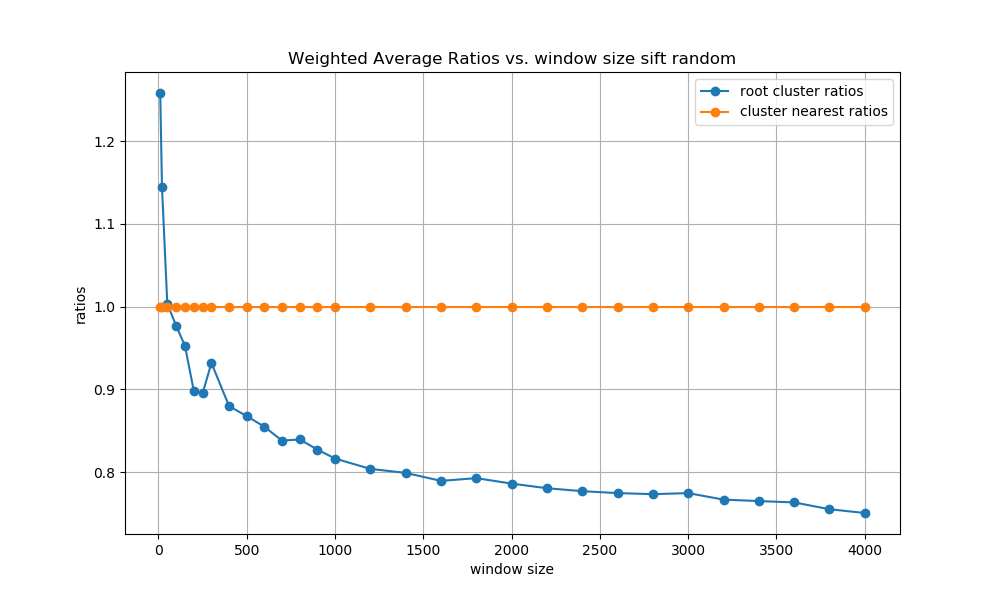 Weighted Average Ratios vs. window size sift random
root cluster ratios
cluster nearest ratios
ratios
1.2
1.1
1.0
0.9
0.8
0 500 1000 1500 2000 2500 3000 3500 4000
window size